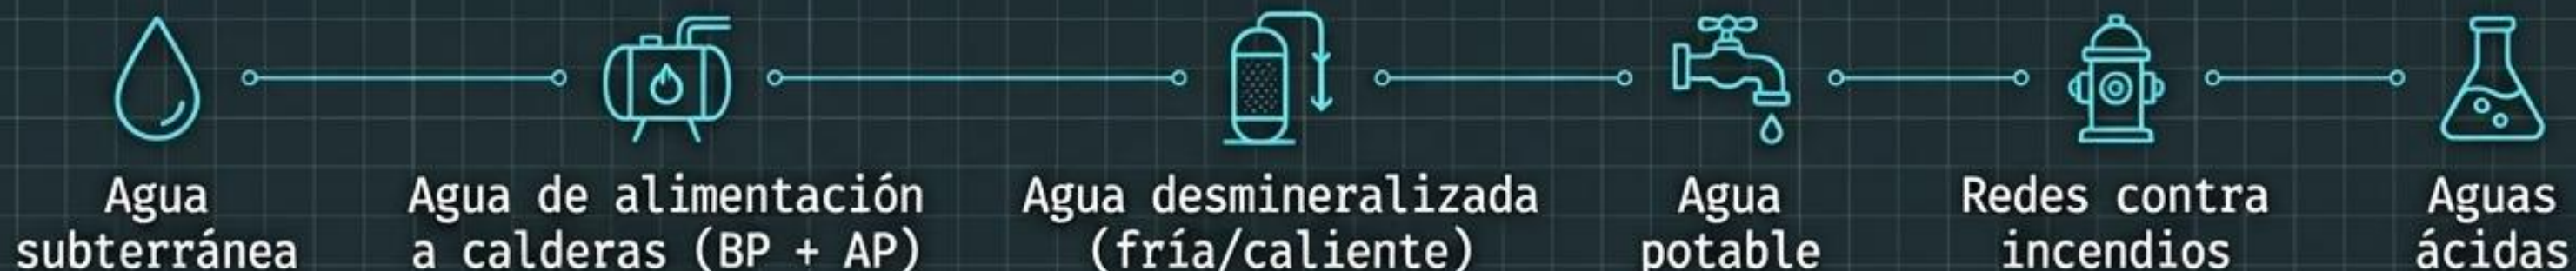 Agua
subterránea
Agua de alimentación
a calderas (BP + AP)
Agua desmineralizada
(fría/caliente)
Agua
potable
Redes contra
incendios
Aguas
ácidas